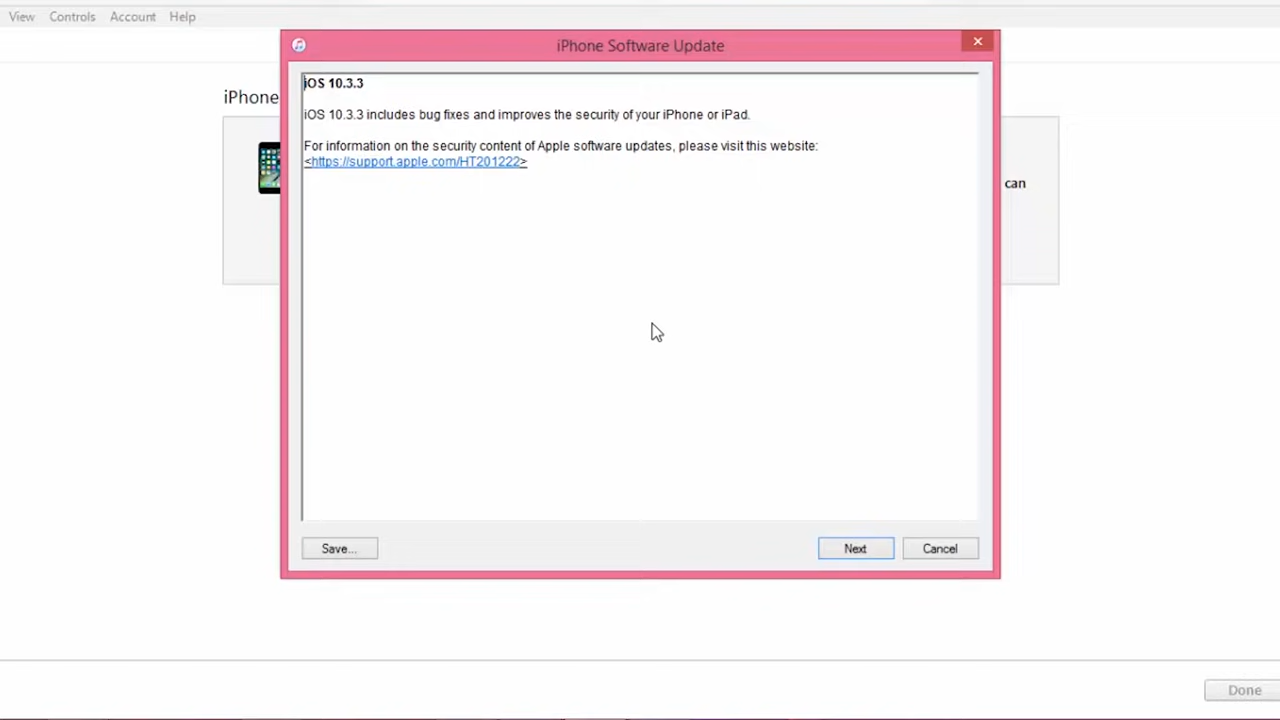 View Controls Account Help
iPhone Software Update
iPhone
iOS 10.3.3
iOS 10.3.3 includes bug fixes and improves the security of your iPhone or iPad.
For information on the security content of Apple software updates, please visit this website:
<https://support.apple.com/HT201222>
can
Save... Next Cancel
Done